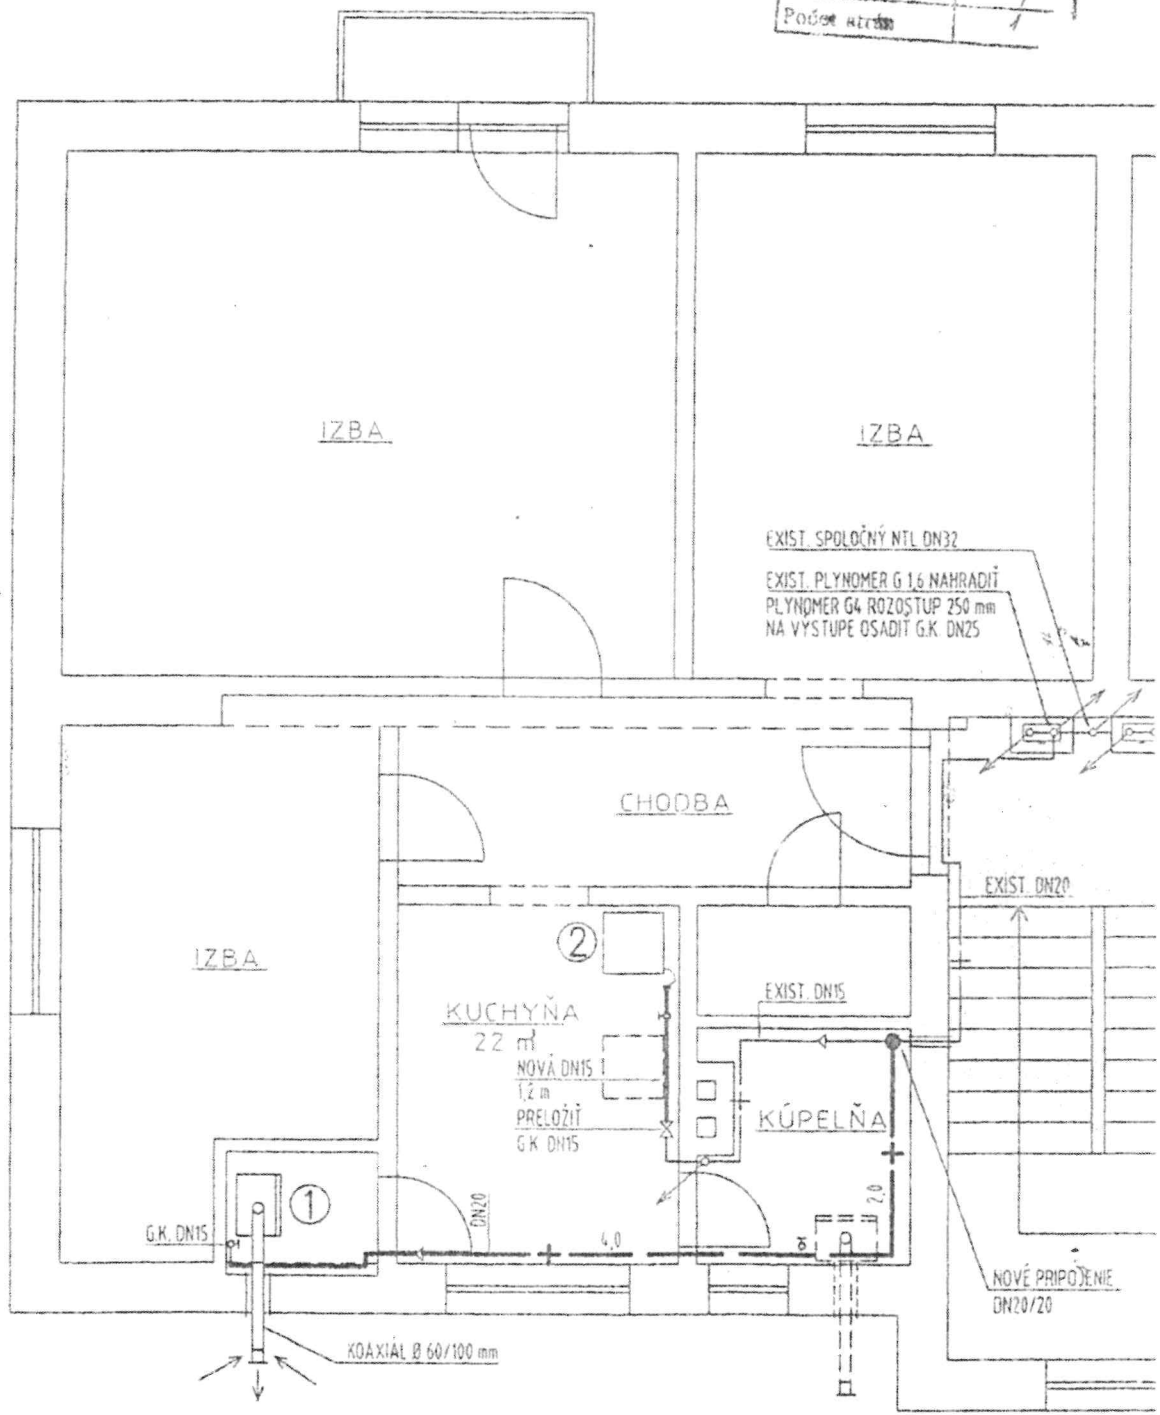 Počet strán
1
IZBA
IZBA
EXIST. SPOLOČNÝ NTL DN32
EXIST. PLYNOMER G 1,6 NAHRADIŤ
PLYNOMER G4 ROZOSTUP 250 mm
NA VÝSTUPE OSADIŤ G.K. DN25
CHODBA
EXIST. DN20
IZBA
2
KUCHYŇA
22 m³
NOVÁ DN15
1,2 m
PRELOŽIŤ
G.K. DN15
EXIST. DN15
KÚPEĽŇA
1
G.K. DN15
DN20
4,0
2,0
NOVÉ PRIPOJENIE
DN20/20
KOAXIÁL Ø 60/100 mm